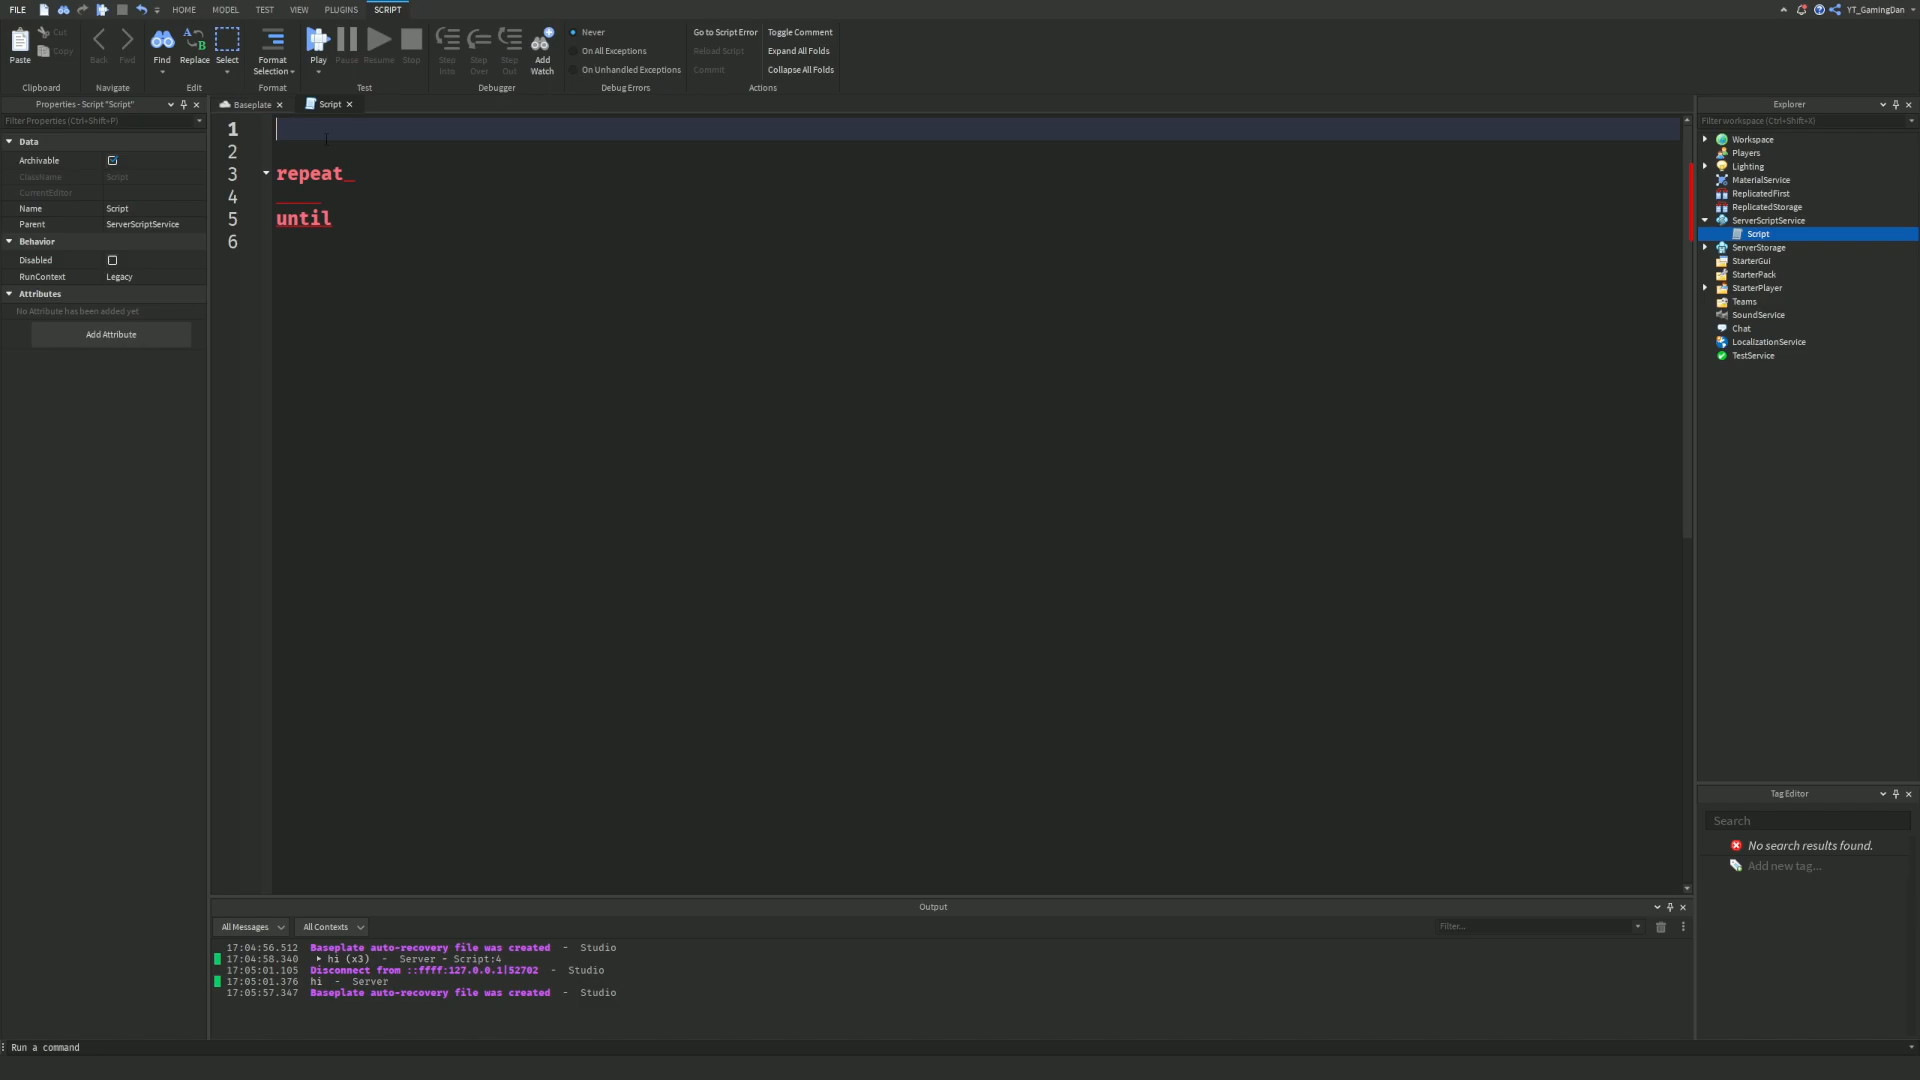 FILE HOME MODEL TEST VIEW PLUGINS SCRIPT YT_GamingDan
Paste Cut Copy
Clipboard
Back Fwd
Navigate
Find Replace Select
Edit
Format Selection
Format
Play Pause Resume Stop
Test
Step Into Step Over Step Out Add Watch
Debugger
Never
On All Exceptions
On Unhandled Exceptions
Debug Errors
Go to Script Error Toggle Comment
Reload Script Expand All Folds
Commit Collapse All Folds
Actions
Properties - Script "Script"
Filter Properties (Ctrl+Shift+P)
Data
Archivable
ClassName Script
CurrentEditor
Name Script
Parent ServerScriptService
Behavior
Disabled
RunContext Legacy
Attributes
No Attribute has been added yet
Add Attribute
Baseplate Script
1
2
3 repeat_
4
5 until
6
Explorer
Filter workspace (Ctrl+Shift+X)
Workspace
Players
Lighting
MaterialService
ReplicatedFirst
ReplicatedStorage
ServerScriptService
Script
ServerStorage
StarterGui
StarterPack
StarterPlayer
Teams
SoundService
Chat
LocalizationService
TestService
Tag Editor
Search
No search results found.
Add new tag...
Output
All Messages All Contexts Filter...
17:04:56.512 Baseplate auto-recovery file was created - Studio
17:04:58.340 hi (x3) - Server - Script:4
17:05:01.105 Disconnect from ::ffff:127.0.0.1|52702 - Studio
17:05:01.376 hi - Server
17:05:57.347 Baseplate auto-recovery file was created - Studio
Run a command